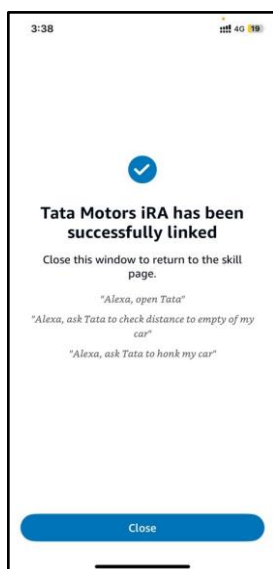 3:38
4G 19
Tata Motors iRA has been
successfully linked
Close this window to return to the skill
page.
"Alexa, open Tata"
"Alexa, ask Tata to check distance to empty of my
car"
"Alexa, ask Tata to honk my car"
Close